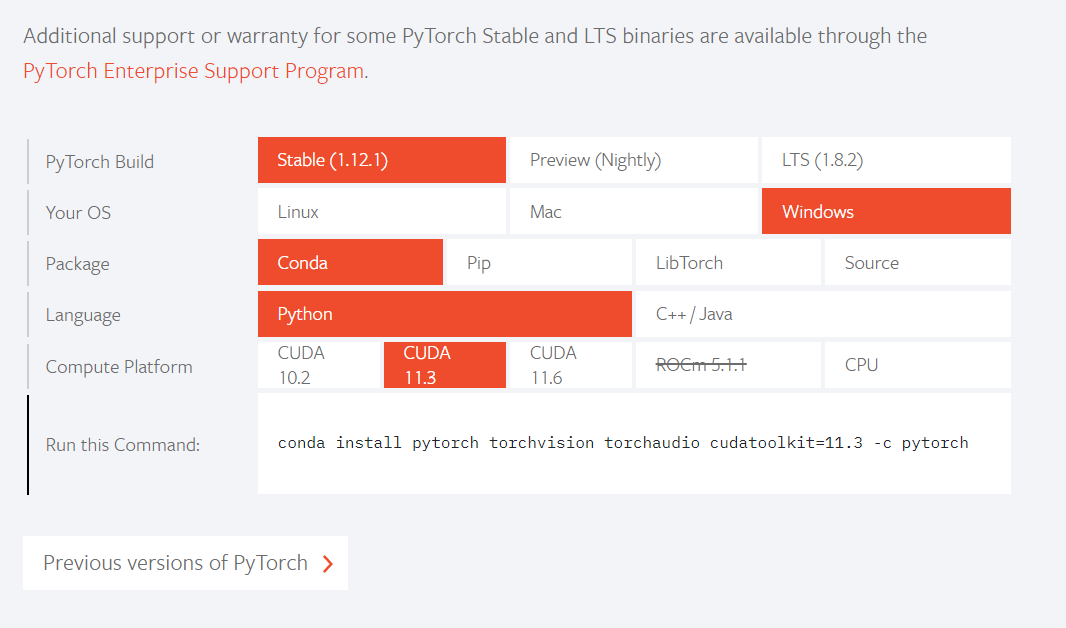 Additional support or warranty for some PyTorch Stable and LTS binaries are available through the
PyTorch Enterprise Support Program.
PyTorch Build
Stable (1.12.1)
Preview (Nightly)
LTS (1.8.2)
Your OS
Linux
Mac
Windows
Package
Conda
Pip
LibTorch
Source
Language
Python
C++ / Java
Compute Platform
CUDA
10.2
CUDA
11.3
CUDA
11.6
ROCm 5.1.1
CPU
Run this Command:
conda install pytorch torchvision torchaudio cudatoolkit=11.3 -c pytorch
Previous versions of PyTorch